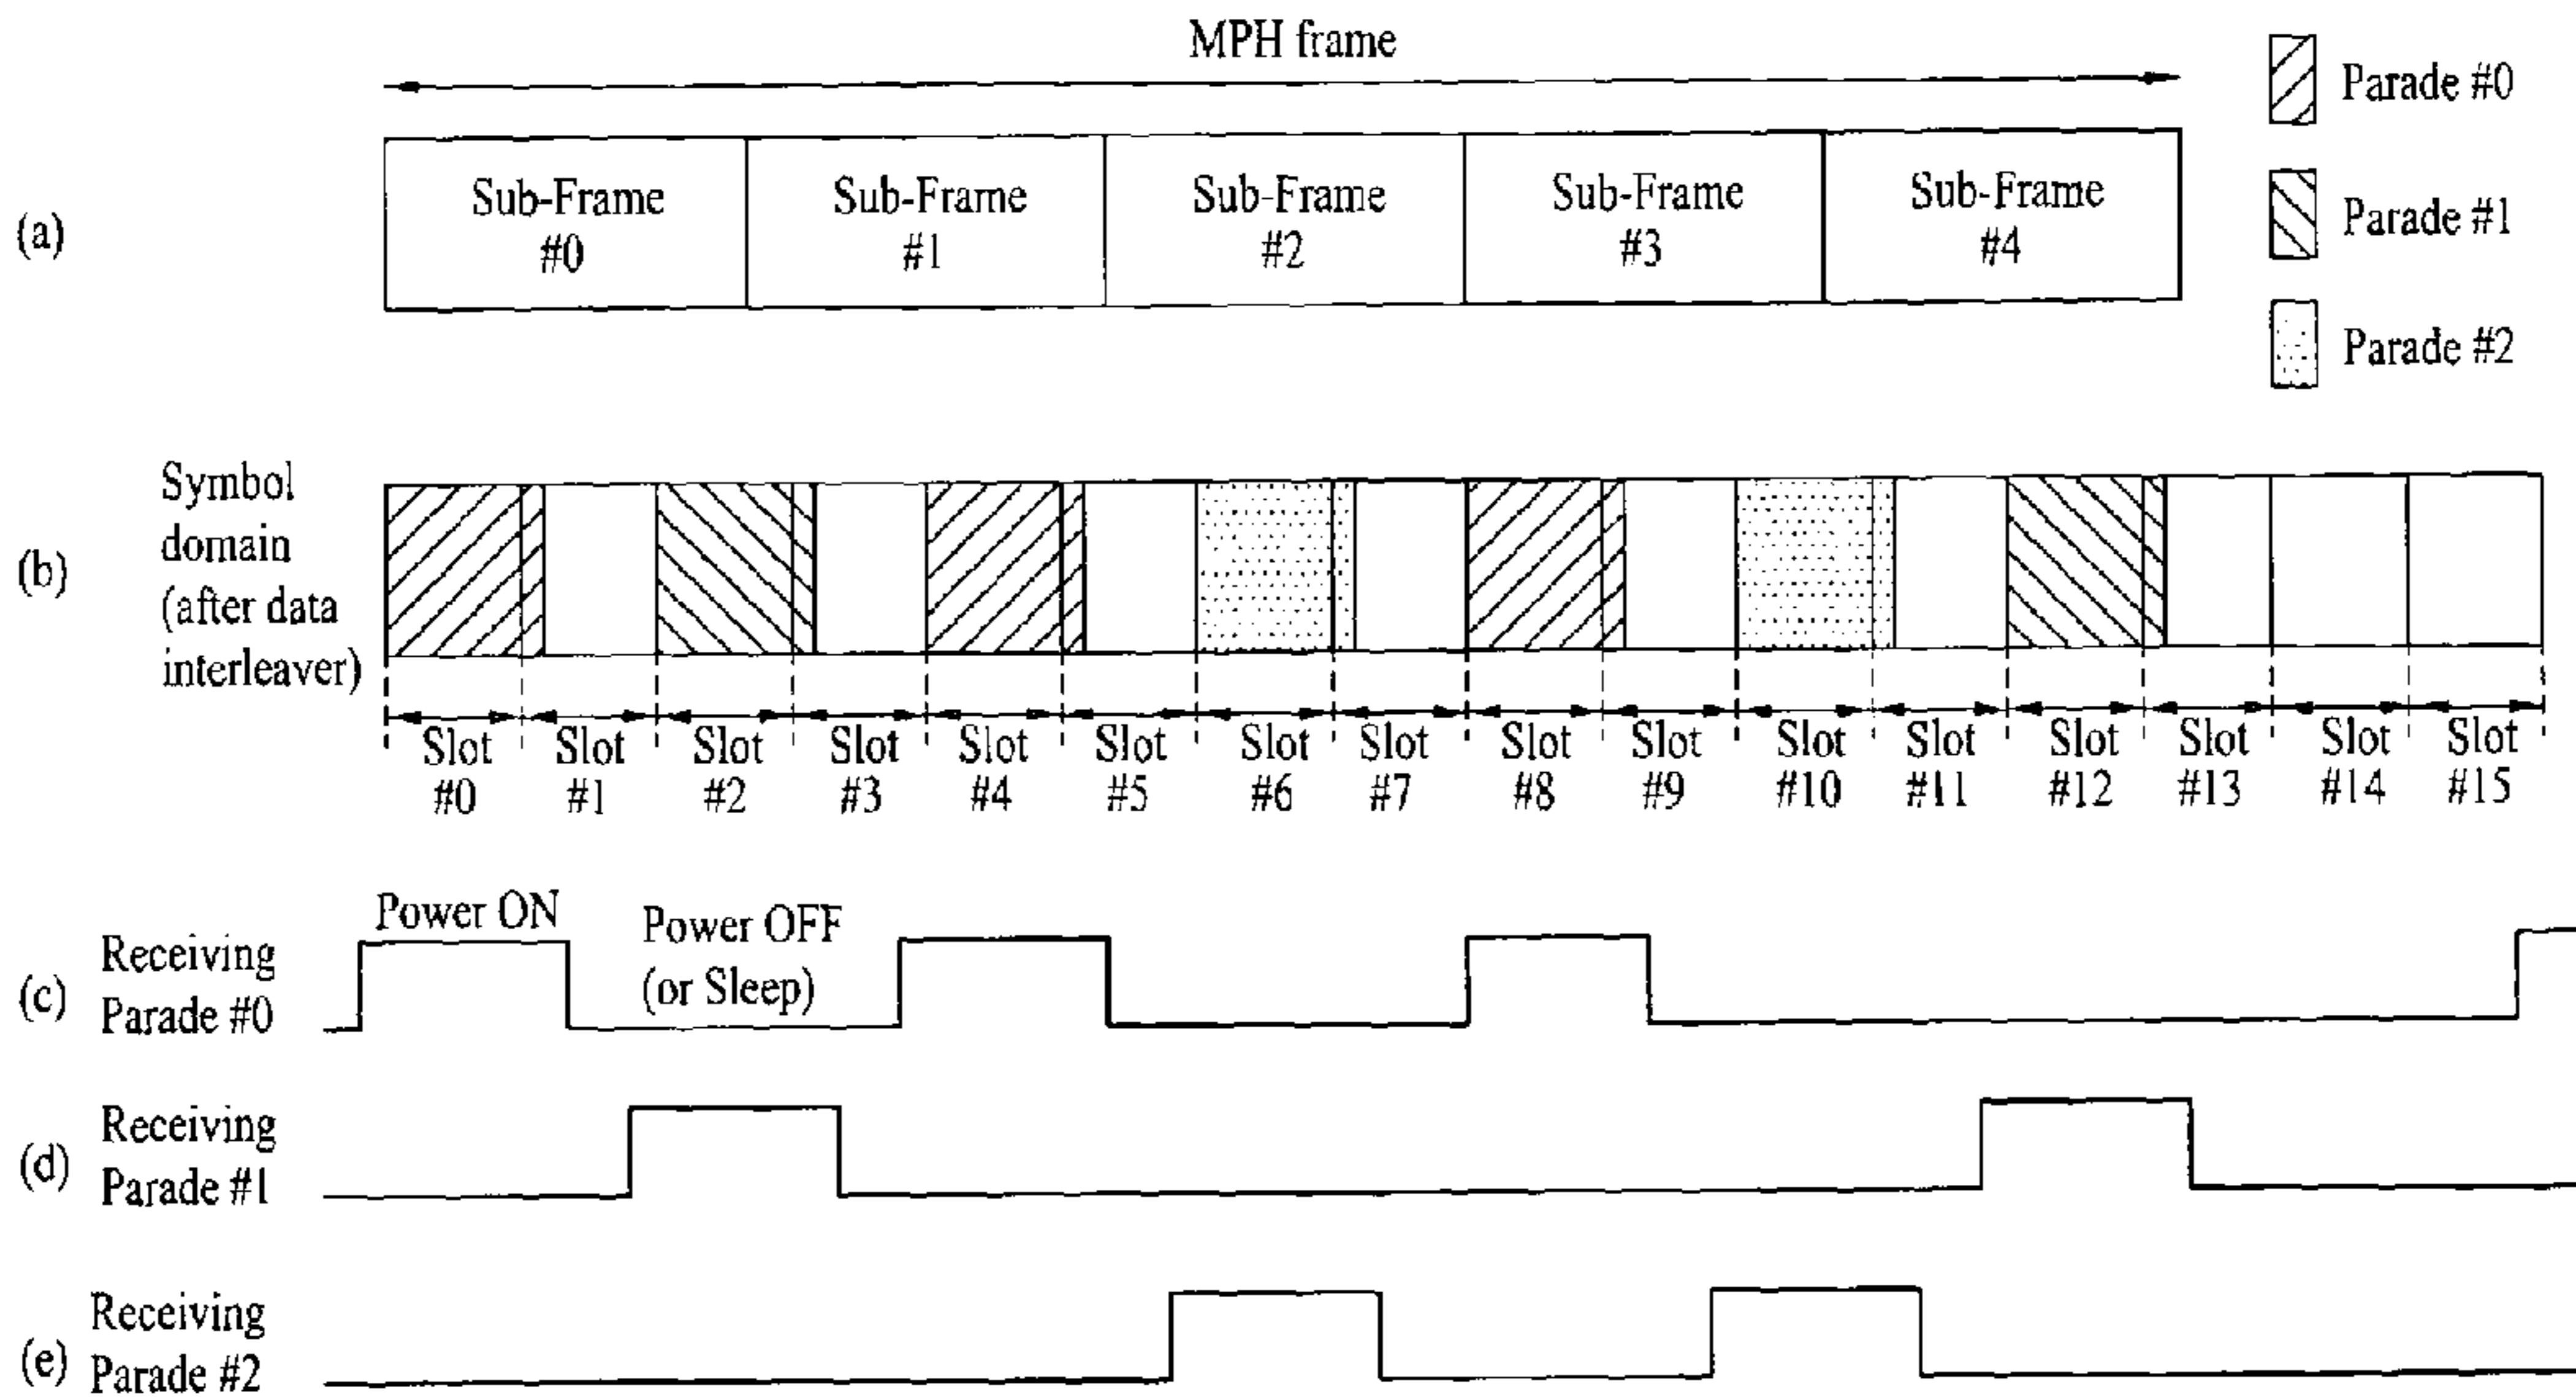 MPH frame
Parade #0
Parade #1
Parade #2
(a)
Sub-Frame
#0
Sub-Frame
#1
Sub-Frame
#2
Sub-Frame
#3
Sub-Frame
#4
(b)
Symbol
domain
(after data
interleaver)
Slot
#0
Slot
#1
Slot
#2
Slot
#3
Slot
#4
Slot
#5
Slot
#6
Slot
#7
Slot
#8
Slot
#9
Slot
#10
Slot
#11
Slot
#12
Slot
#13
Slot
#14
Slot
#15
(c)
Receiving
Parade #0
Power ON
Power OFF
(or Sleep)
(d)
Receiving
Parade #1
(e)
Receiving
Parade #2